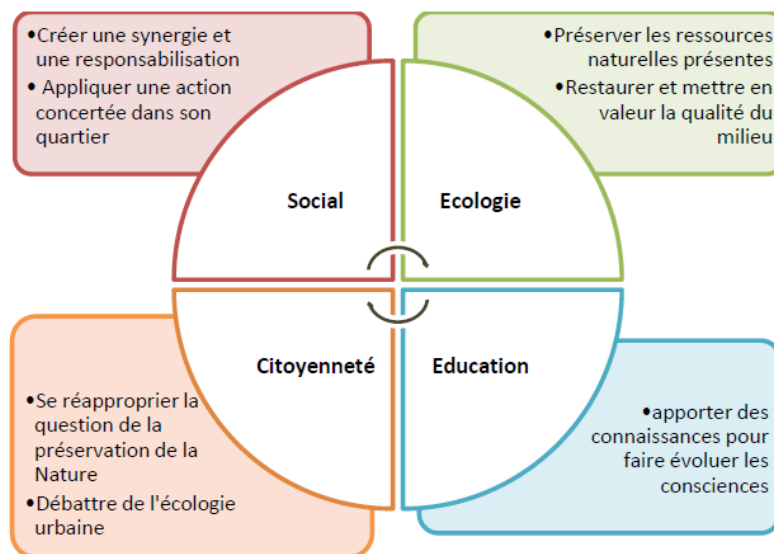 •Créer une synergie et
une responsabilisation
• Appliquer une action
concertée dans son
quartier
•Préserver les ressources
naturelles présentes
•Restaurer et mettre en
valeur la qualité du
milieu
Social
Ecologie
Citoyenneté
Education
•Se réapproprier la
question de la
préservation de la
Nature
•Débattre de l'écologie
urbaine
•apporter des
connaissances pour
faire évoluer les
consciences